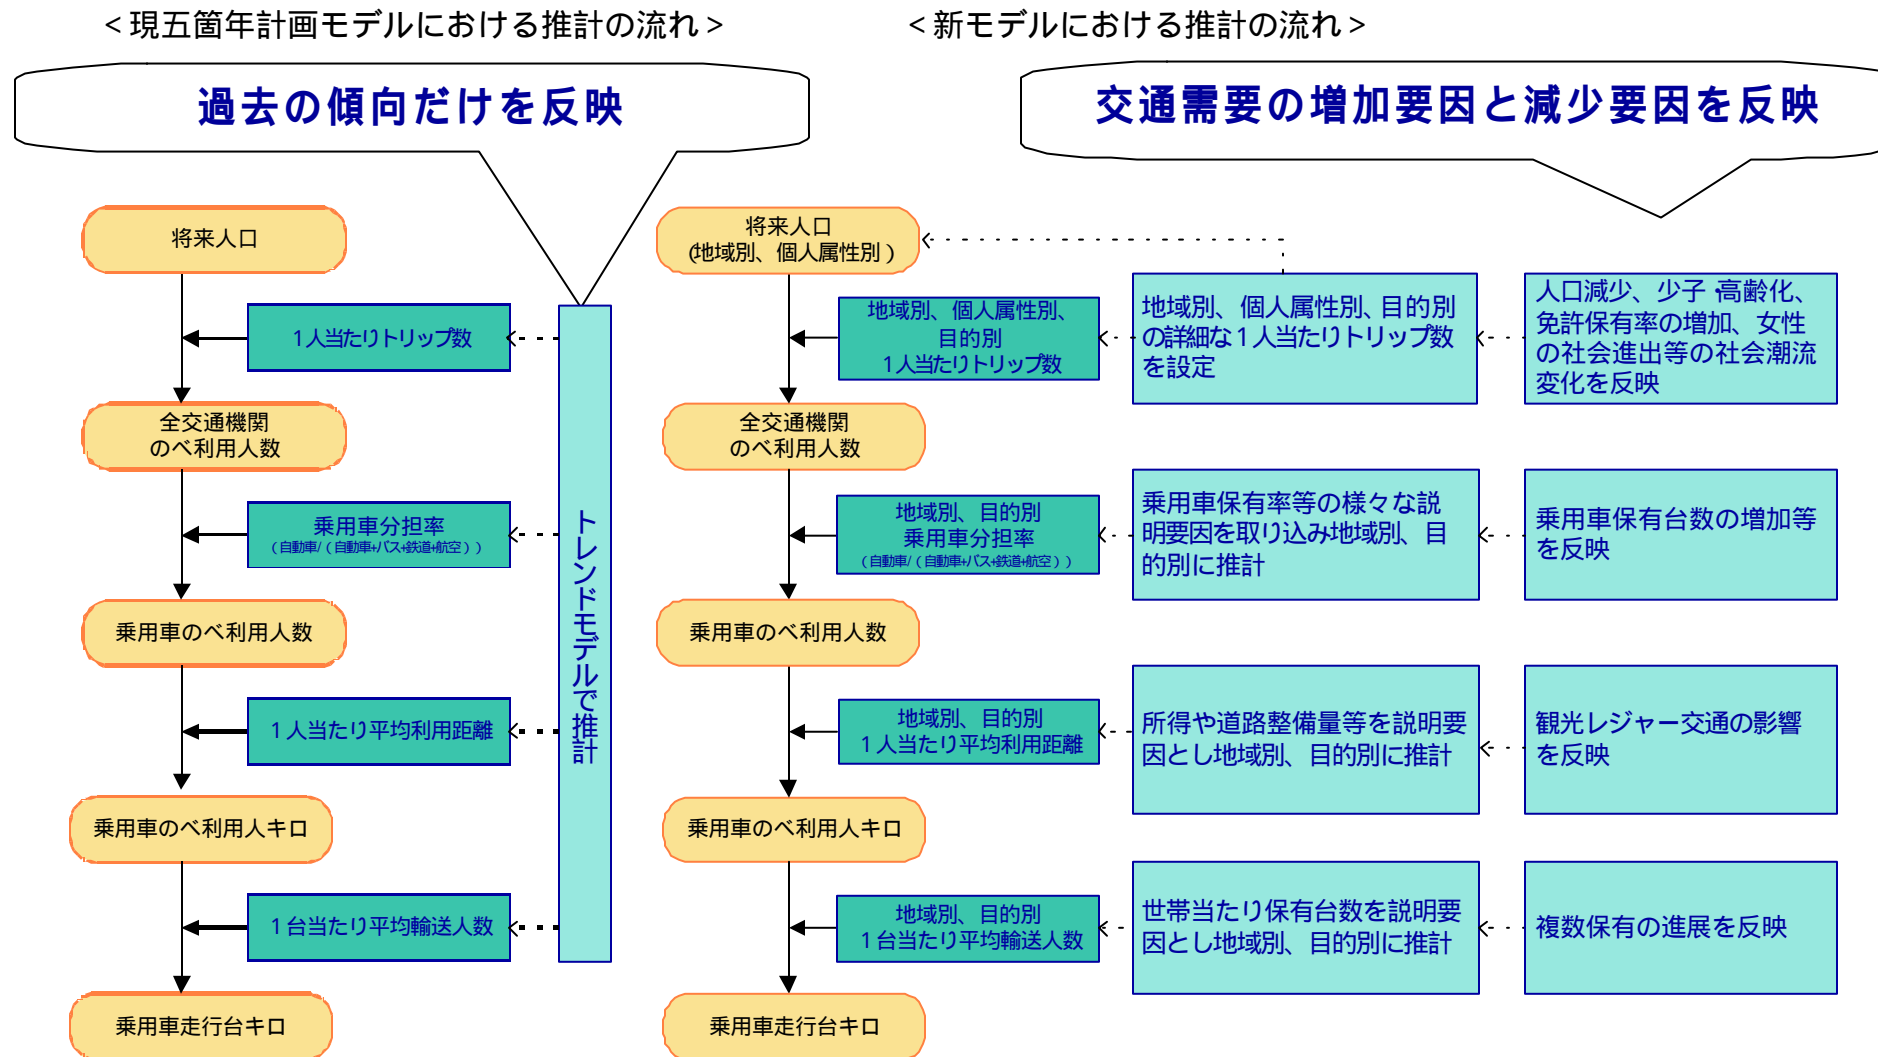 <現五箇年計画モデルにおける推計の流れ>
過去の傾向だけを反映
将来人口
1人当たりトリップ数
全交通機関
のべ利用人数
乗用車分担率
(自動車/(自動車+バス+鉄道+航空))
乗用車のべ利用人数
1人当たり平均利用距離
乗用車のべ利用人キロ
1台当たり平均輸送人数
乗用車走行台キロ
トレンドモデルで推計
<新モデルにおける推計の流れ>
交通需要の増加要因と減少要因を反映
将来人口
(地域別、個人属性別)
地域別、個人属性別、
目的別
1人当たりトリップ数
地域別、個人属性別、目的別
の詳細な1人当たりトリップ数
を設定
人口減少、少子・高齢化、
免許保有率の増加、女性
の社会進出等の社会潮流
変化を反映
全交通機関
のべ利用人数
地域別、目的別
乗用車分担率
(自動車/(自動車+バス+鉄道+航空))
乗用車保有率等の様々な説
明要因を取り込み地域別、目
的別に推計
乗用車保有台数の増加等
を反映
乗用車のべ利用人数
地域別、目的別
1人当たり平均利用距離
所得や道路整備量等を説明要
因とし地域別、目的別に推計
観光レジャー交通の影響
を反映
乗用車のべ利用人キロ
地域別、目的別
1台当たり平均輸送人数
世帯当たり保有台数を説明要
因とし地域別、目的別に推計
複数保有の進展を反映
乗用車走行台キロ